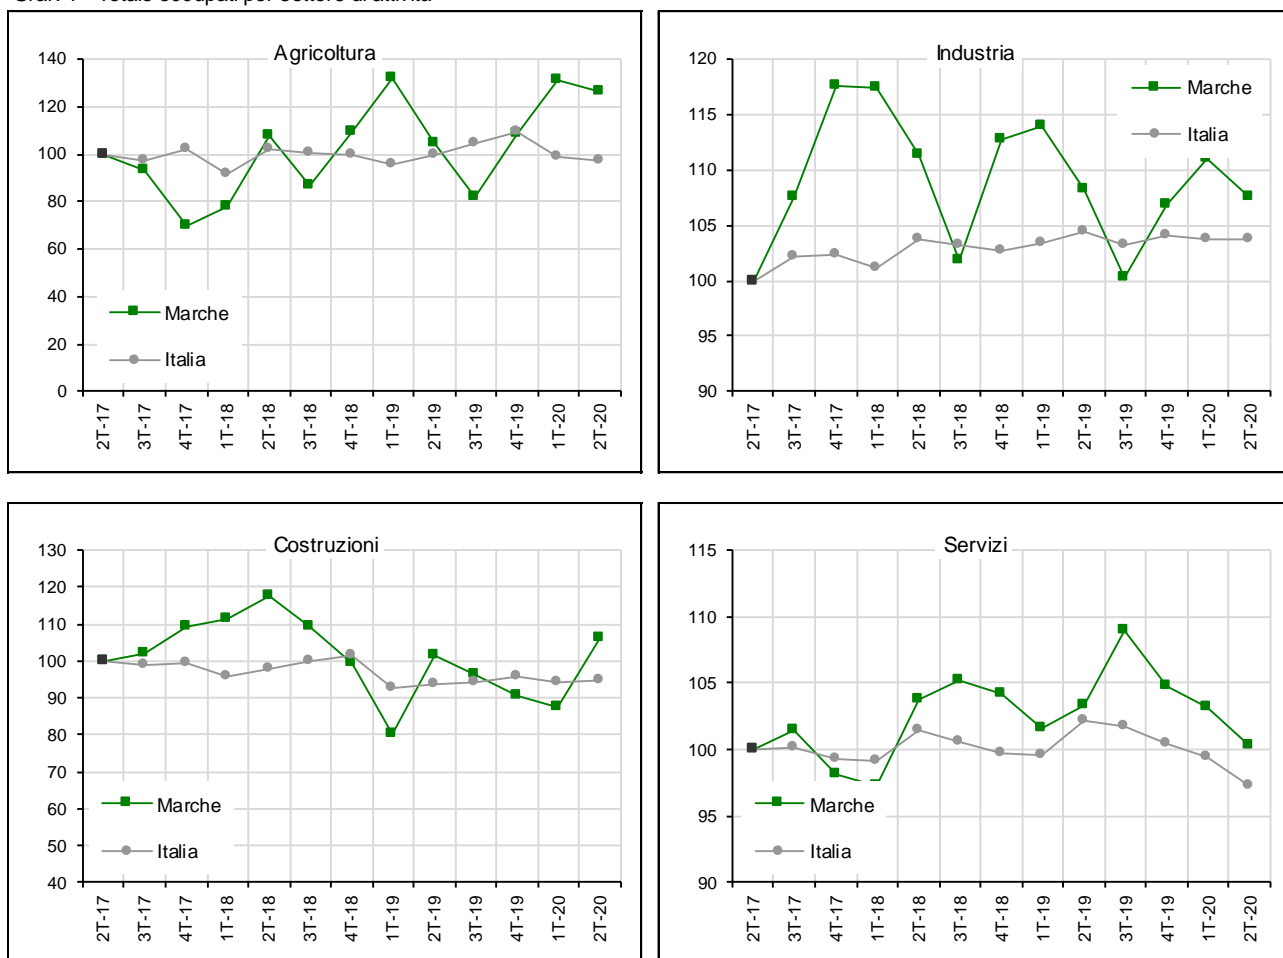 Agricoltura
140
120
100
80
60
40
20
0
Marche
Italia
2T-17
3T-17
4T-17
1T-18
2T-18
3T-18
4T-18
1T-19
2T-19
3T-19
4T-19
1T-20
2T-20
Industria
120
115
110
105
100
95
90
Marche
Italia
2T-17
3T-17
4T-17
1T-18
2T-18
3T-18
4T-18
1T-19
2T-19
3T-19
4T-19
1T-20
2T-20
Costruzioni
130
120
110
100
90
80
70
60
50
40
Marche
Italia
2T-17
3T-17
4T-17
1T-18
2T-18
3T-18
4T-18
1T-19
2T-19
3T-19
4T-19
1T-20
2T-20
Servizi
115
110
105
100
95
90
Marche
Italia
2T-17
3T-17
4T-17
1T-18
2T-18
3T-18
4T-18
1T-19
2T-19
3T-19
4T-19
1T-20
2T-20